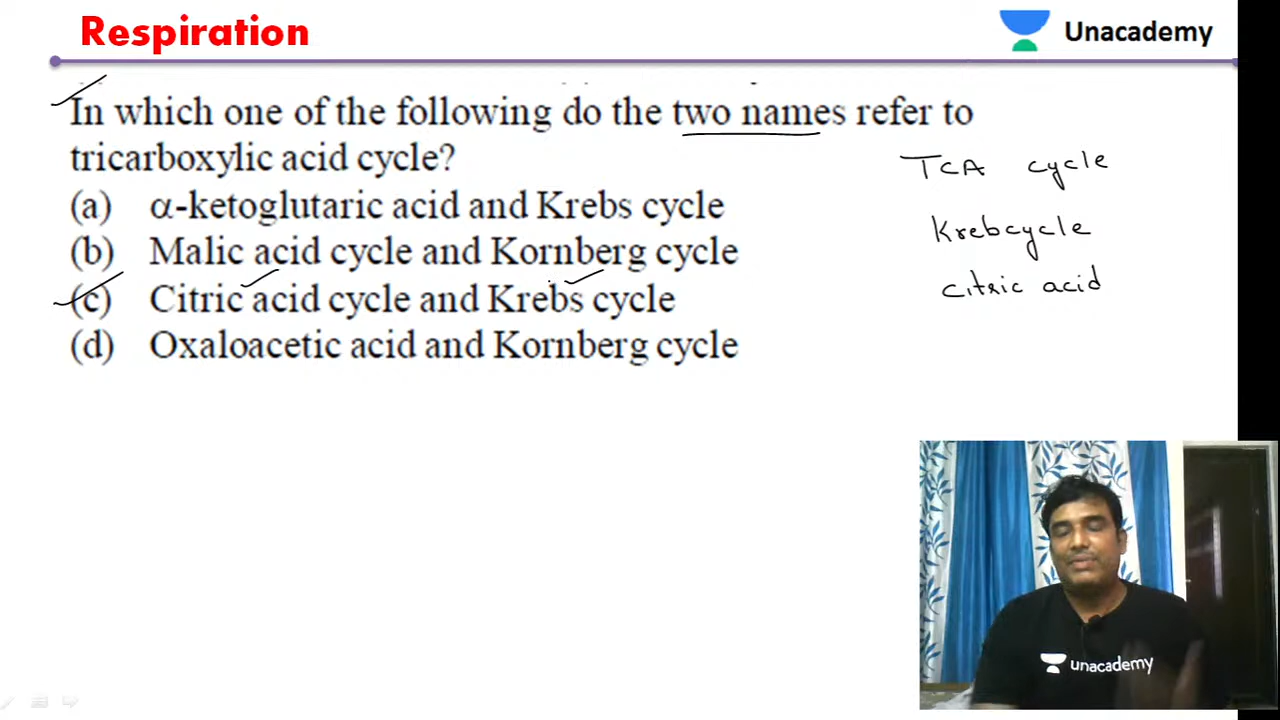 Respiration
Unacademy
In which one of the following do the two names refer to
tricarboxylic acid cycle?
(a) α-ketoglutaric acid and Krebs cycle
(b) Malic acid cycle and Kornberg cycle
(c) Citric acid cycle and Krebs cycle
(d) Oxaloacetic acid and Kornberg cycle
TCA cycle
Krebcycle
Citric acid
unacademy